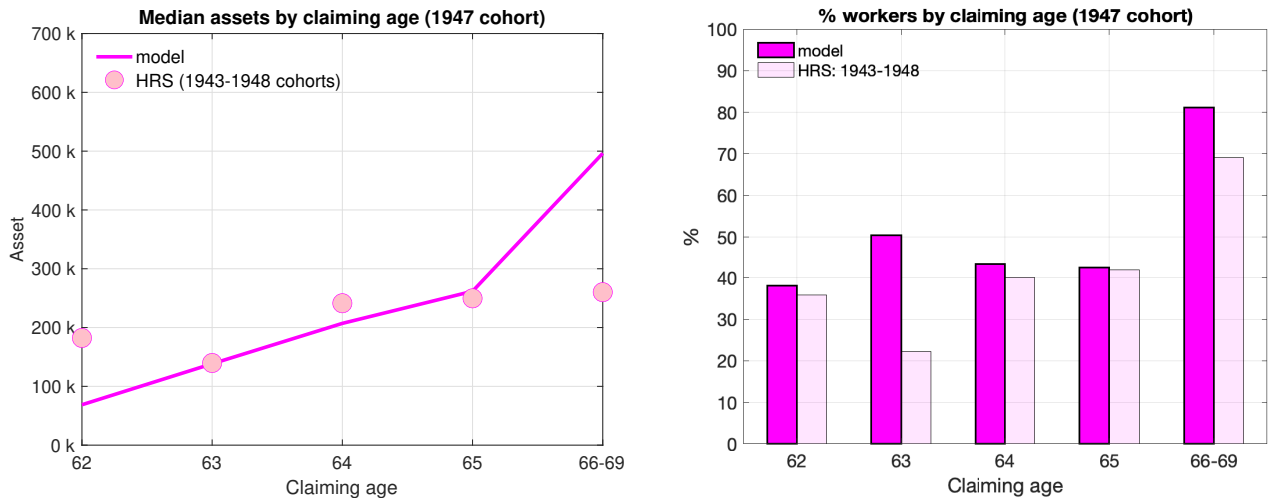 Median assets by claiming age (1947 cohort)
700 k
600 k
500 k
400 k
300 k
200 k
100 k
0 k
Asset
model
HRS (1943-1948 cohorts)
62
63
64
65
66-69
Claiming age
% workers by claiming age (1947 cohort)
100
90
80
70
60
50
40
30
20
10
0
%
model
HRS: 1943-1948
62
63
64
65
66-69
Claiming age